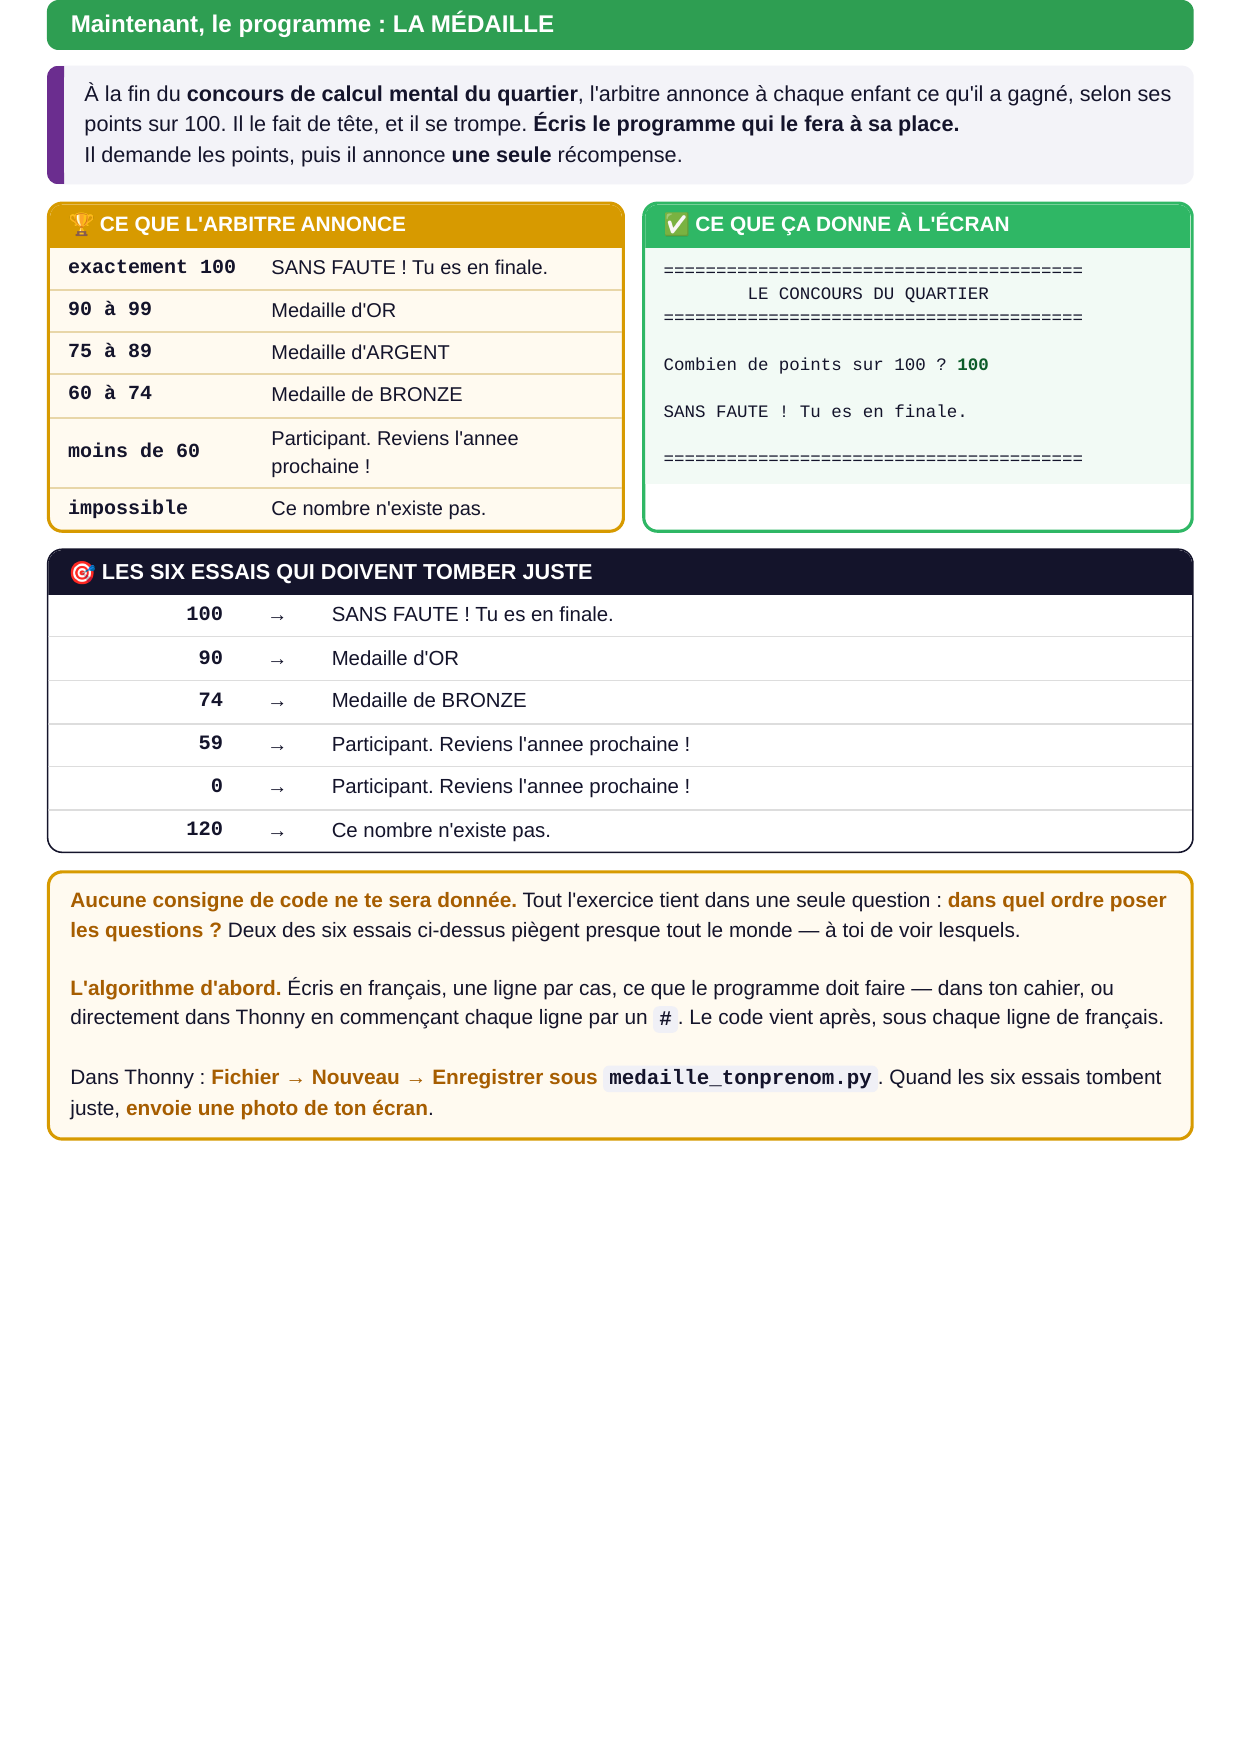 Maintenant, le programme : LA MÉDAILLE
À la fin du concours de calcul mental du quartier, l'arbitre annonce à chaque enfant ce qu'il a gagné, selon ses
points sur 100. Il le fait de tête, et il se trompe. Écris le programme qui le fera à sa place.
Il demande les points, puis il annonce une seule récompense.
🏆 CE QUE L'ARBITRE ANNONCE
exactement 100 SANS FAUTE ! Tu es en finale.
90 à 99 Medaille d'OR
75 à 89 Medaille d'ARGENT
60 à 74 Medaille de BRONZE
moins de 60 Participant. Reviens l'annee
prochaine !
impossible Ce nombre n'existe pas.
✅ CE QUE ÇA DONNE À L'ÉCRAN
========================================
LE CONCOURS DU QUARTIER
========================================
Combien de points sur 100 ? 100
SANS FAUTE ! Tu es en finale.
========================================
🎯 LES SIX ESSAIS QUI DOIVENT TOMBER JUSTE
100 → SANS FAUTE ! Tu es en finale.
90 → Medaille d'OR
74 → Medaille de BRONZE
59 → Participant. Reviens l'annee prochaine !
0 → Participant. Reviens l'annee prochaine !
120 → Ce nombre n'existe pas.
Aucune consigne de code ne te sera donnée. Tout l'exercice tient dans une seule question : dans quel ordre poser
les questions ? Deux des six essais ci-dessus piègent presque tout le monde — à toi de voir lesquels.
L'algorithme d'abord. Écris en français, une ligne par cas, ce que le programme doit faire — dans ton cahier, ou
directement dans Thonny en commençant chaque ligne par un #. Le code vient après, sous chaque ligne de français.
Dans Thonny : Fichier → Nouveau → Enregistrer sous medaille_tonprenom.py. Quand les six essais tombent
juste, envoie une photo de ton écran.